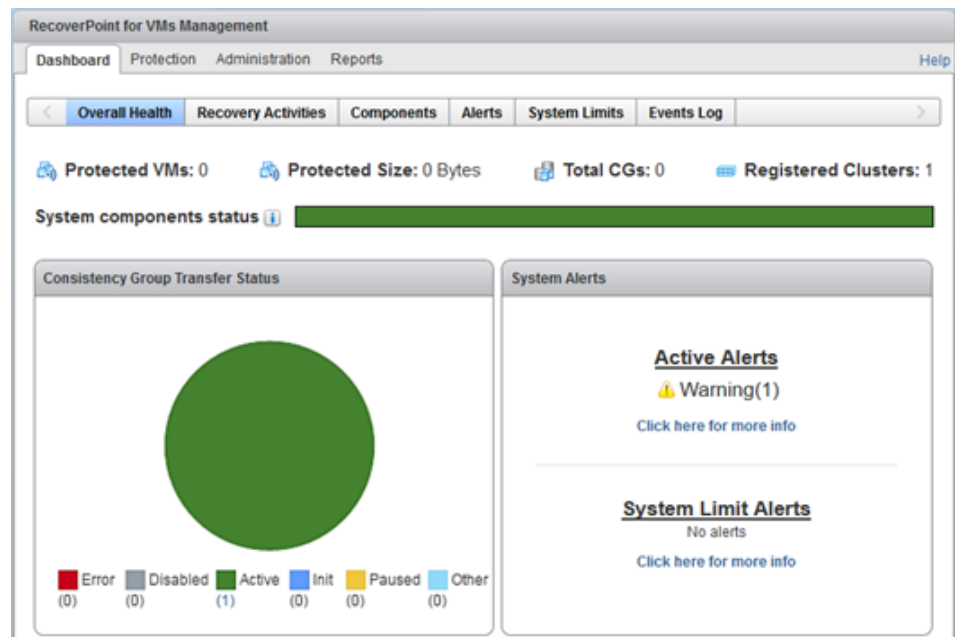 RecoverPoint for VMs Management
Dashboard Protection Administration Reports Help
Overall Health Recovery Activities Components Alerts System Limits Events Log
Protected VMs: 0 Protected Size: 0 Bytes Total CGs: 0 Registered Clusters: 1
System components status
Consistency Group Transfer Status
System Alerts
Active Alerts
Warning(1)
Click here for more info
System Limit Alerts
No alerts
Click here for more info
Error Disabled Active Init Paused Other
(0) (0) (1) (0) (0) (0)